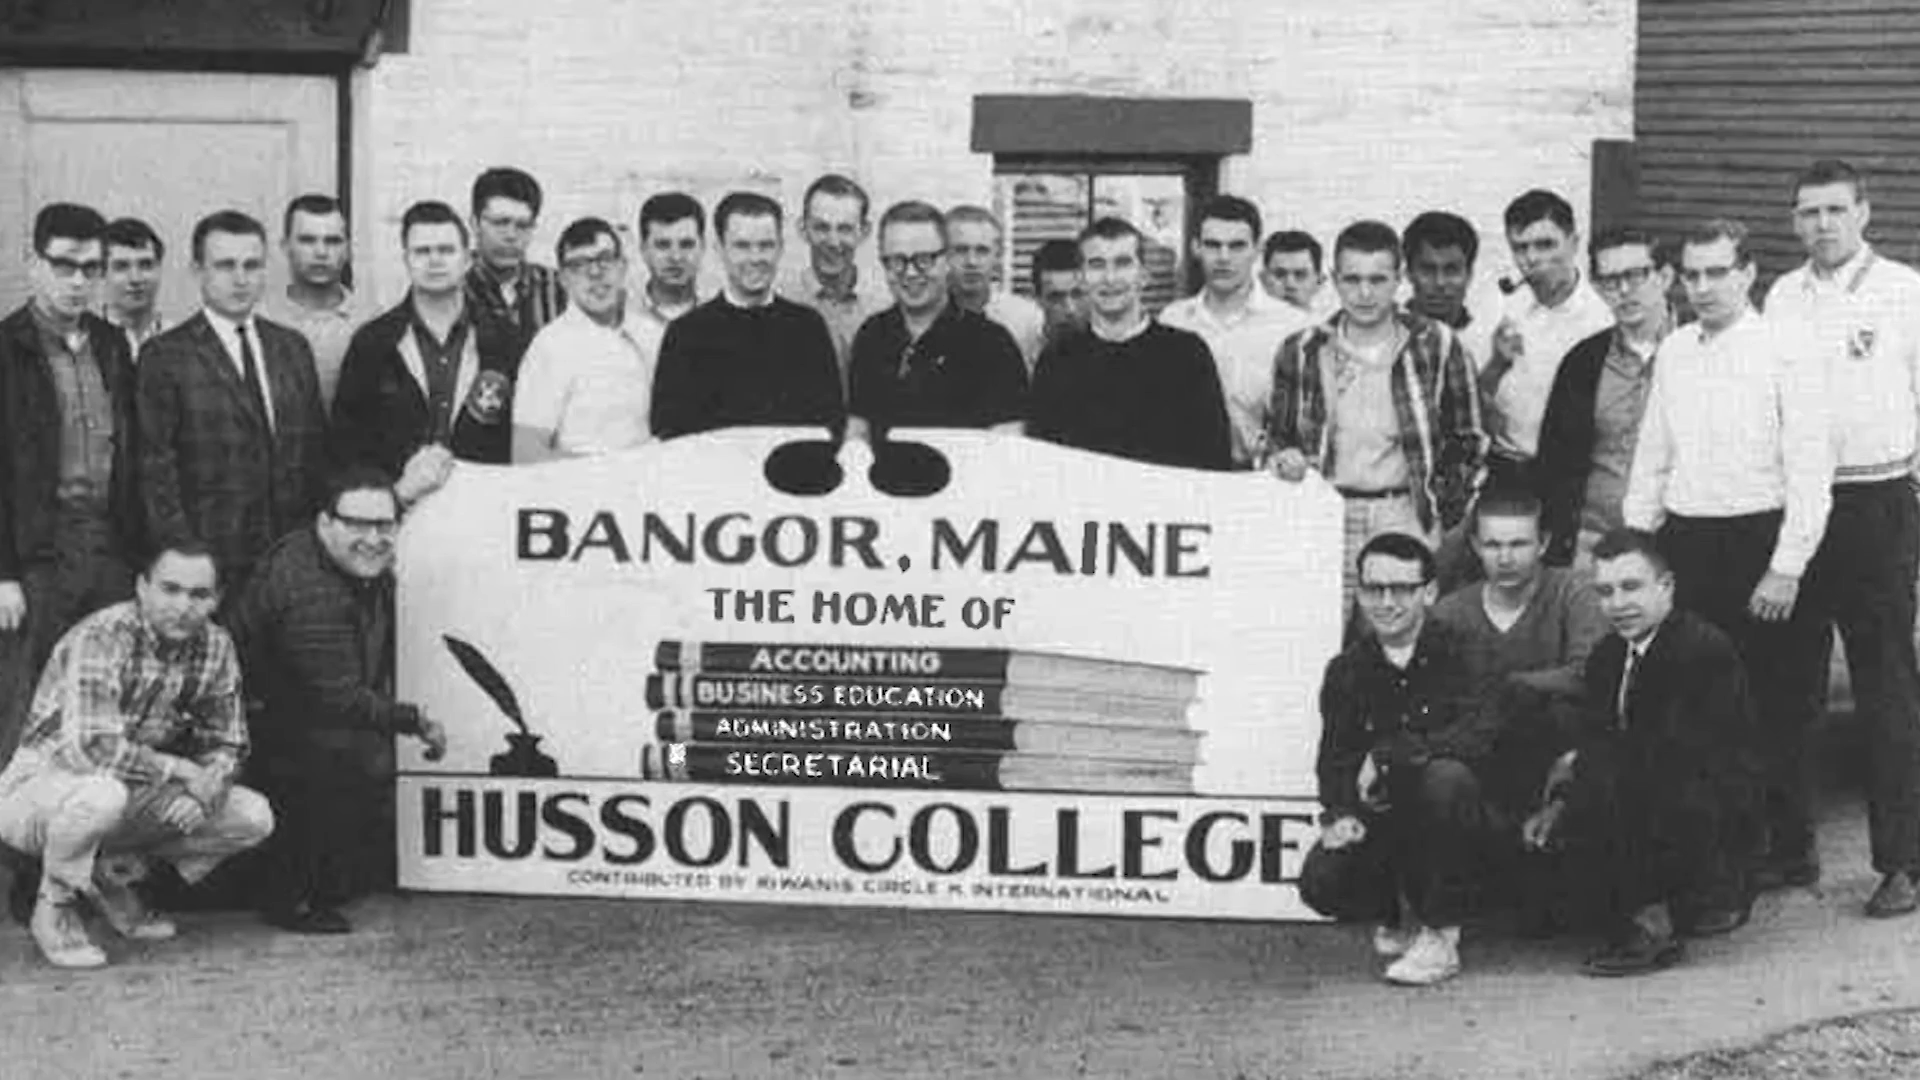 BANGOR, MAINE
THE HOME OF
ACCOUNTING
BUSINESS EDUCATION
ADMINISTRATION
SECRETARIAL
HUSSON COLLEGE
CONTRIBUTED BY KIWANIS CIRCLE K INTERNATIONAL